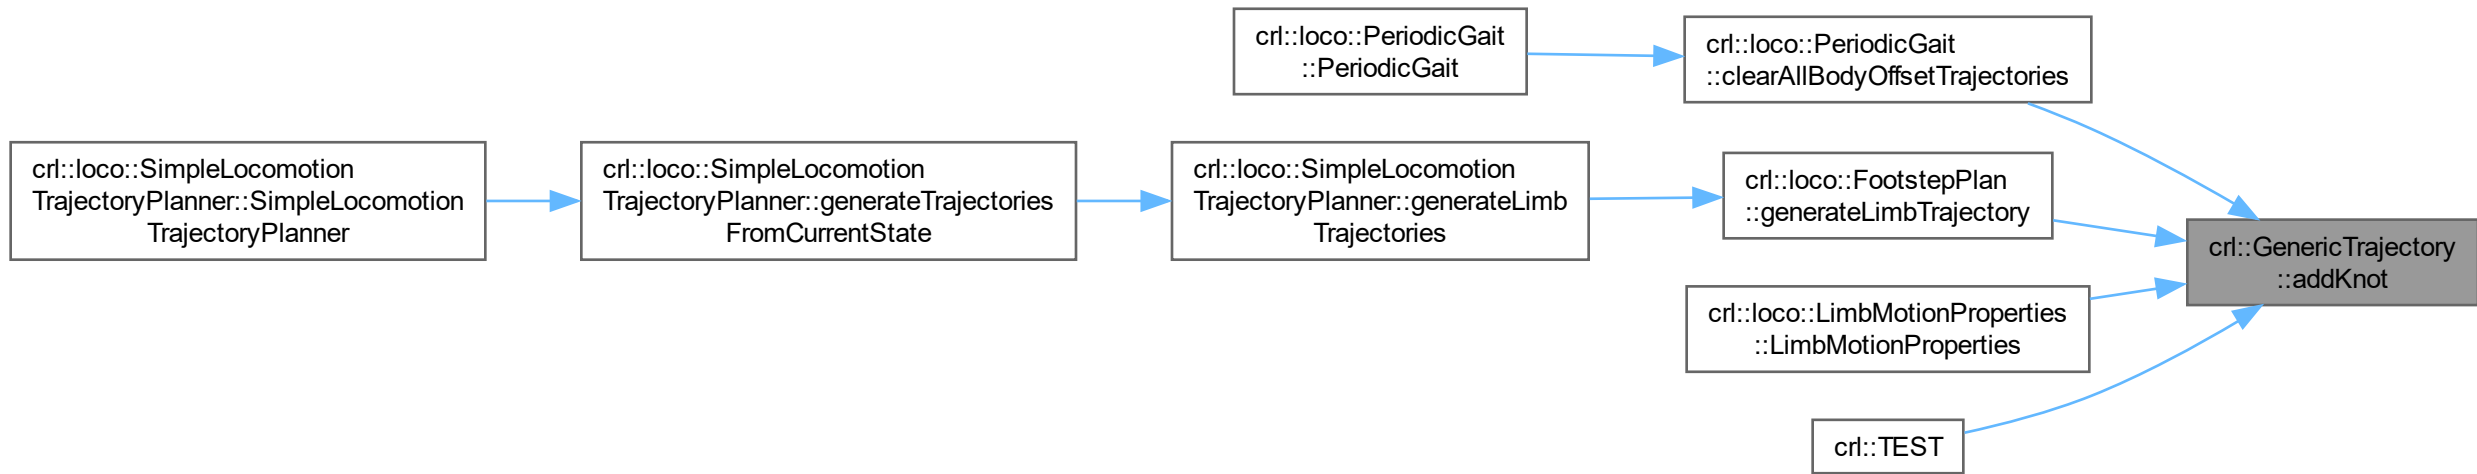 crl::loco::PeriodicGait
::PeriodicGait
crl::loco::PeriodicGait
::clearAllBodyOffsetTrajectories
crl::loco::SimpleLocomotion
TrajectoryPlanner::SimpleLocomotion
TrajectoryPlanner
crl::loco::SimpleLocomotion
TrajectoryPlanner::generateTrajectories
FromCurrentState
crl::loco::SimpleLocomotion
TrajectoryPlanner::generateLimb
Trajectories
crl::loco::FootstepPlan
::generateLimbTrajectory
crl::GenericTrajectory
::addKnot
crl::loco::LimbMotionProperties
::LimbMotionProperties
crl::TEST